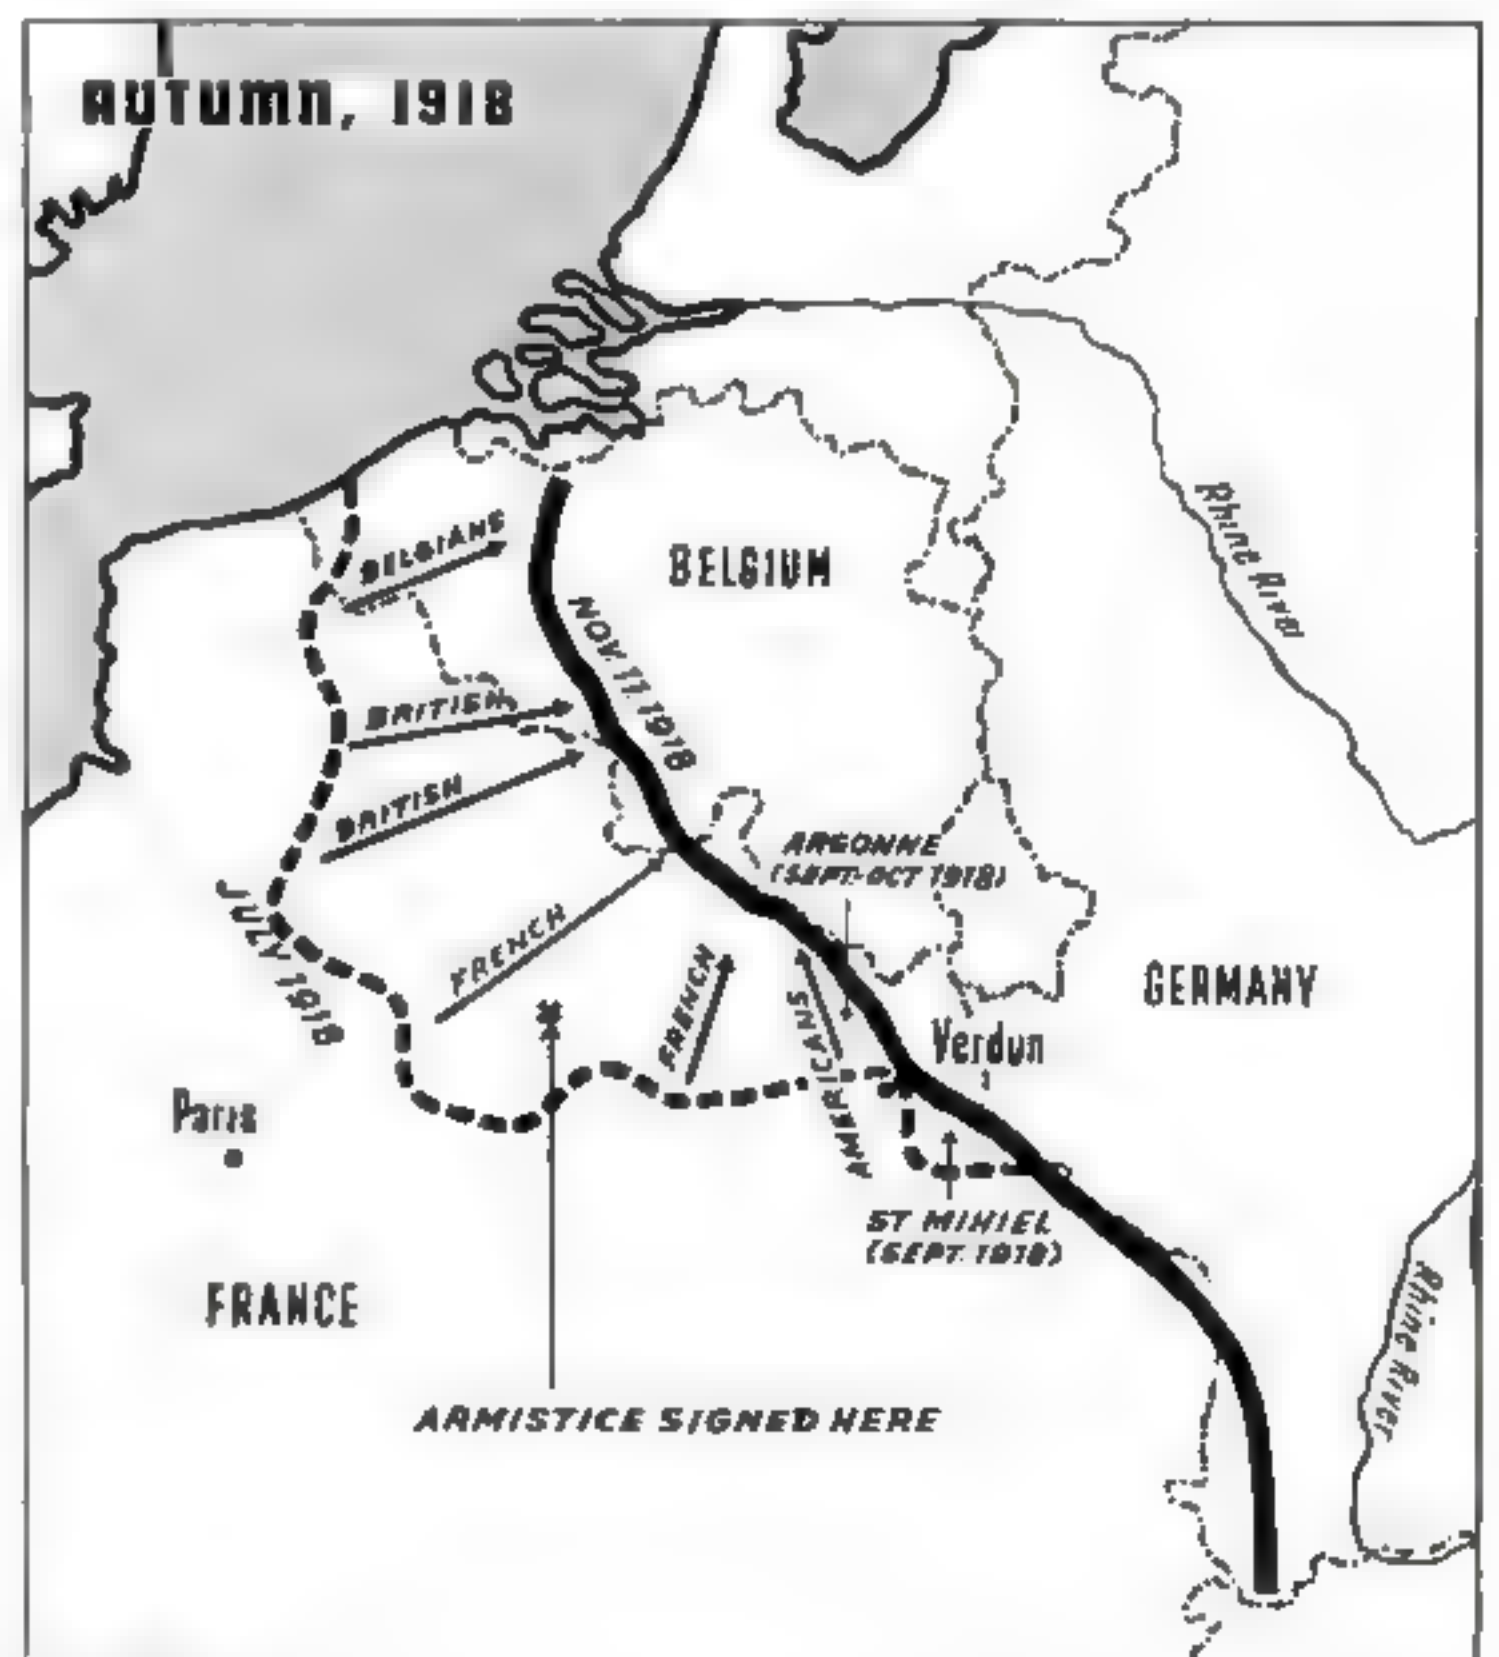 AUTUMN, 1918
Rhine River
BELGIANS
BELGIUM
NOV. 11. 1918
BRITISH
BRITISH
ARGONNE
(SEPT.-OCT 1918)
JULY 1918
FRENCH
FRENCH
AMERICANS
GERMANY
Verdun
Paris
ST MIHIEL
(SEPT. 1918)
FRANCE
Rhine River
ARMISTICE SIGNED HERE